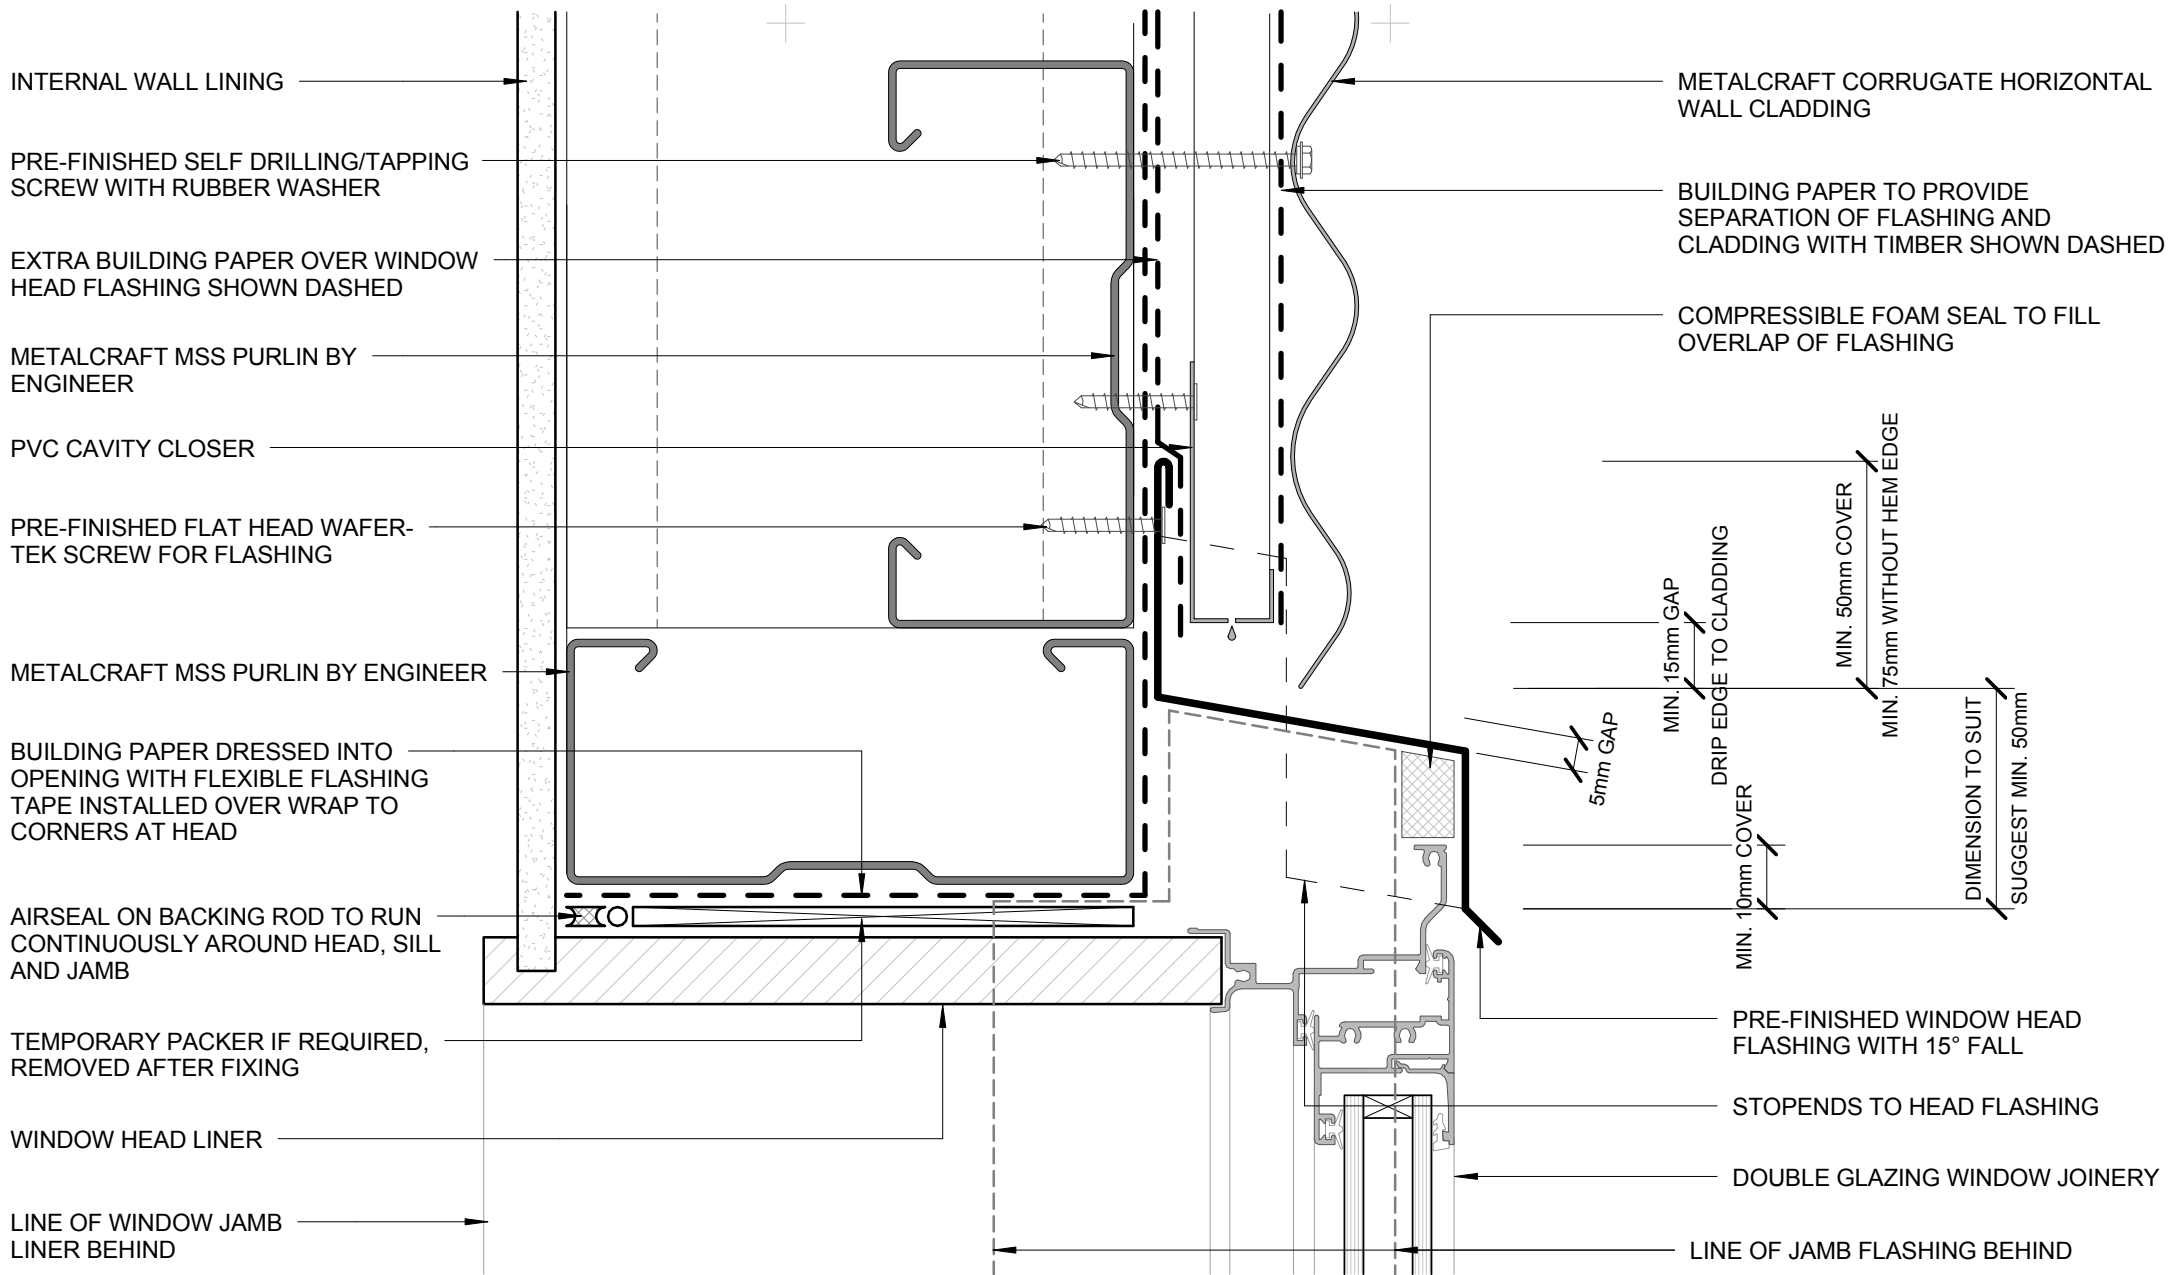 INTERNAL WALL LINING
PRE-FINISHED SELF DRILLING/TAPPING
SCREW WITH RUBBER WASHER
EXTRA BUILDING PAPER OVER WINDOW
HEAD FLASHING SHOWN DASHED
METALCRAFT MSS PURLIN BY
ENGINEER
PVC CAVITY CLOSER
PRE-FINISHED FLAT HEAD WAFER-
TEK SCREW FOR FLASHING
METALCRAFT MSS PURLIN BY ENGINEER
BUILDING PAPER DRESSED INTO
OPENING WITH FLEXIBLE FLASHING
TAPE INSTALLED OVER WRAP TO
CORNERS AT HEAD
AIRSEAL ON BACKING ROD TO RUN
CONTINUOUSLY AROUND HEAD, SILL
AND JAMB
TEMPORARY PACKER IF REQUIRED,
REMOVED AFTER FIXING
WINDOW HEAD LINER
LINE OF WINDOW JAMB
LINER BEHIND
METALCRAFT CORRUGATE HORIZONTAL
WALL CLADDING
BUILDING PAPER TO PROVIDE
SEPARATION OF FLASHING AND
CLADDING WITH TIMBER SHOWN DASHED
COMPRESSIBLE FOAM SEAL TO FILL
OVERLAP OF FLASHING
5mm GAP
MIN. 15mm GAP
DRIP EDGE TO CLADDING
MIN. 10mm COVER
MIN. 50mm COVER
MIN. 75mm WITHOUT HEM EDGE
DIMENSION TO SUIT
SUGGEST MIN. 50mm
PRE-FINISHED WINDOW HEAD
FLASHING WITH 15° FALL
STOPENDS TO HEAD FLASHING
DOUBLE GLAZING WINDOW JOINERY
LINE OF JAMB FLASHING BEHIND